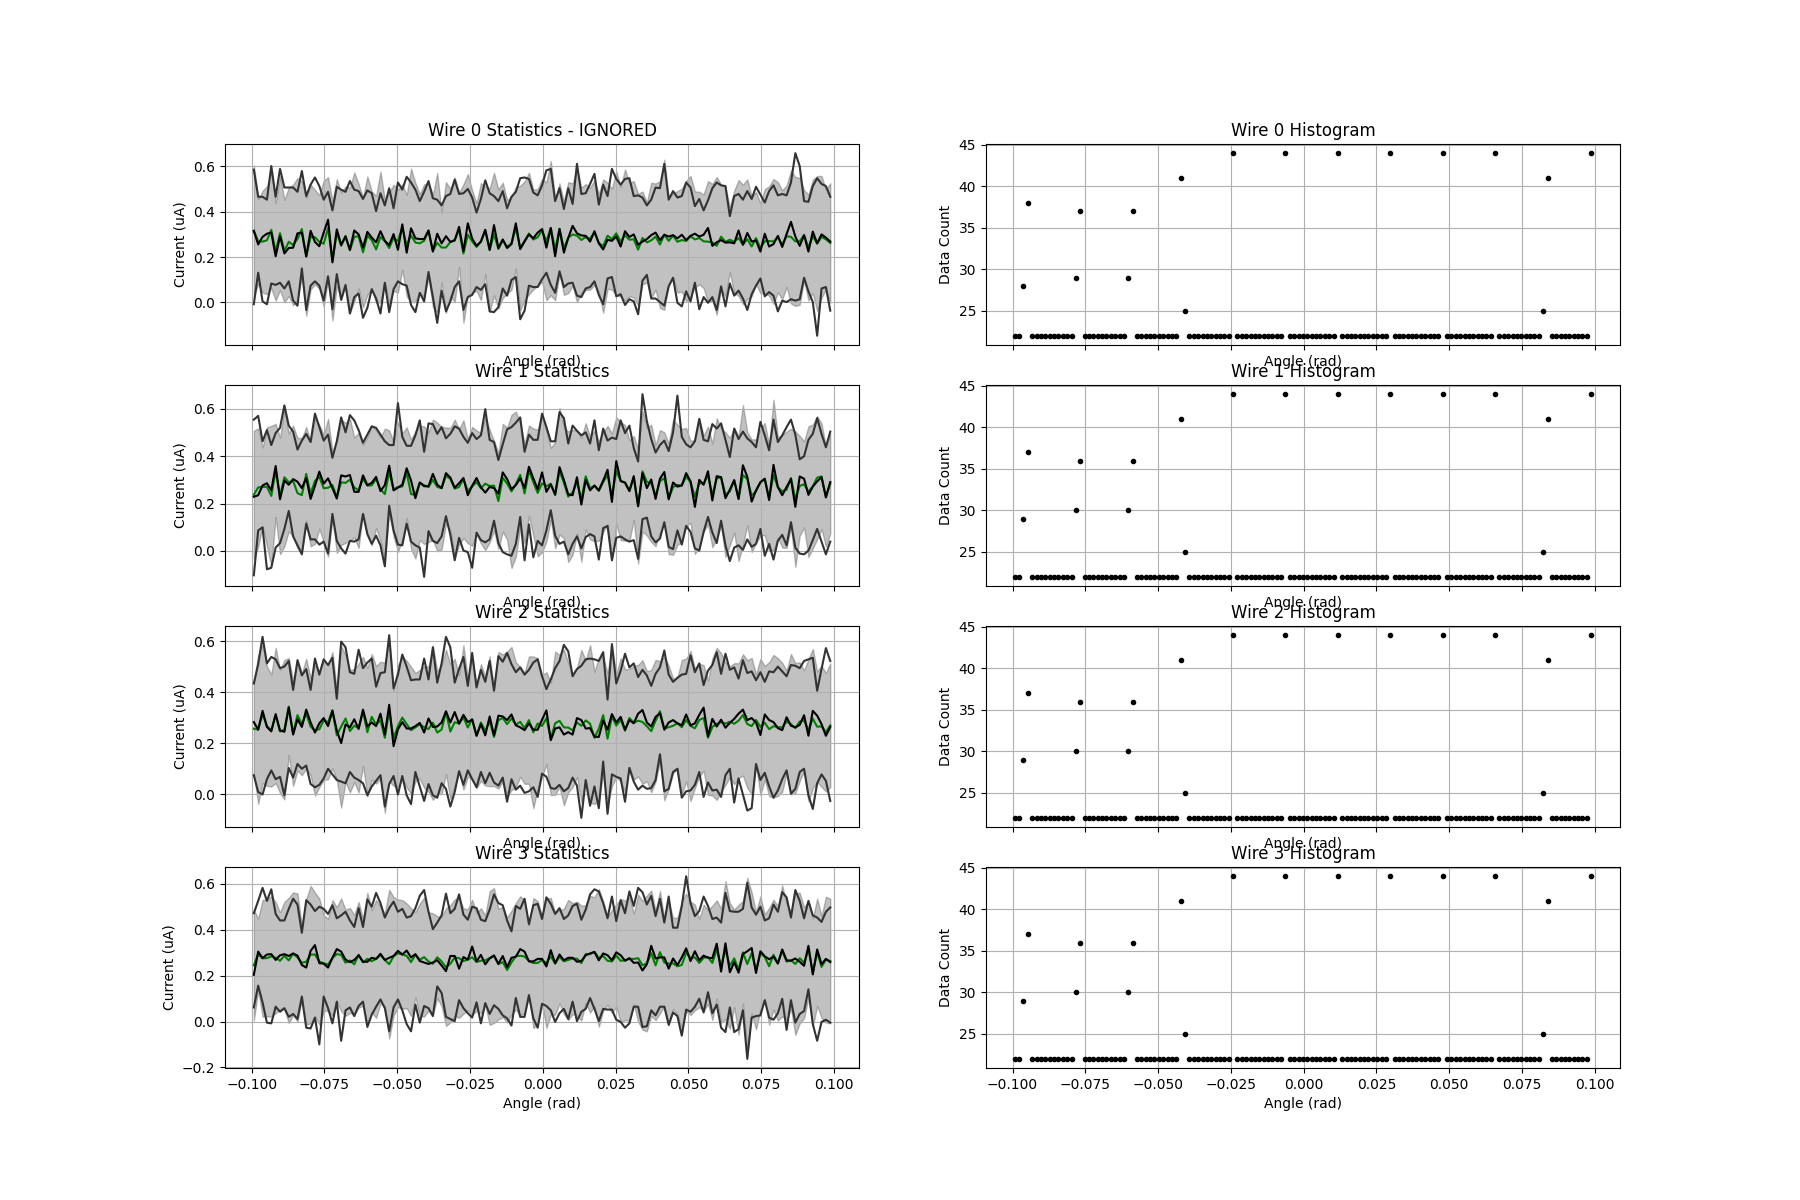 Wire 0 Statistics - IGNORED
0.6
0.4
0.2
0.0
Current (uA)
Angle (rad)
Wire 0 Histogram
45
40
35
30
25
Data Count
Angle (rad)
Wire 1 Statistics
0.6
0.4
0.2
0.0
Current (uA)
Angle (rad)
Wire 1 Histogram
45
40
35
30
25
Data Count
Angle (rad)
Wire 2 Statistics
0.6
0.4
0.2
0.0
Current (uA)
Angle (rad)
Wire 2 Histogram
45
40
35
30
25
Data Count
Angle (rad)
Wire 3 Statistics
0.6
0.4
0.2
0.0
−0.2
Current (uA)
−0.100 −0.075 −0.050 −0.025 0.000 0.025 0.050 0.075 0.100
Angle (rad)
Wire 3 Histogram
45
40
35
30
25
Data Count
−0.100 −0.075 −0.050 −0.025 0.000 0.025 0.050 0.075 0.100
Angle (rad)